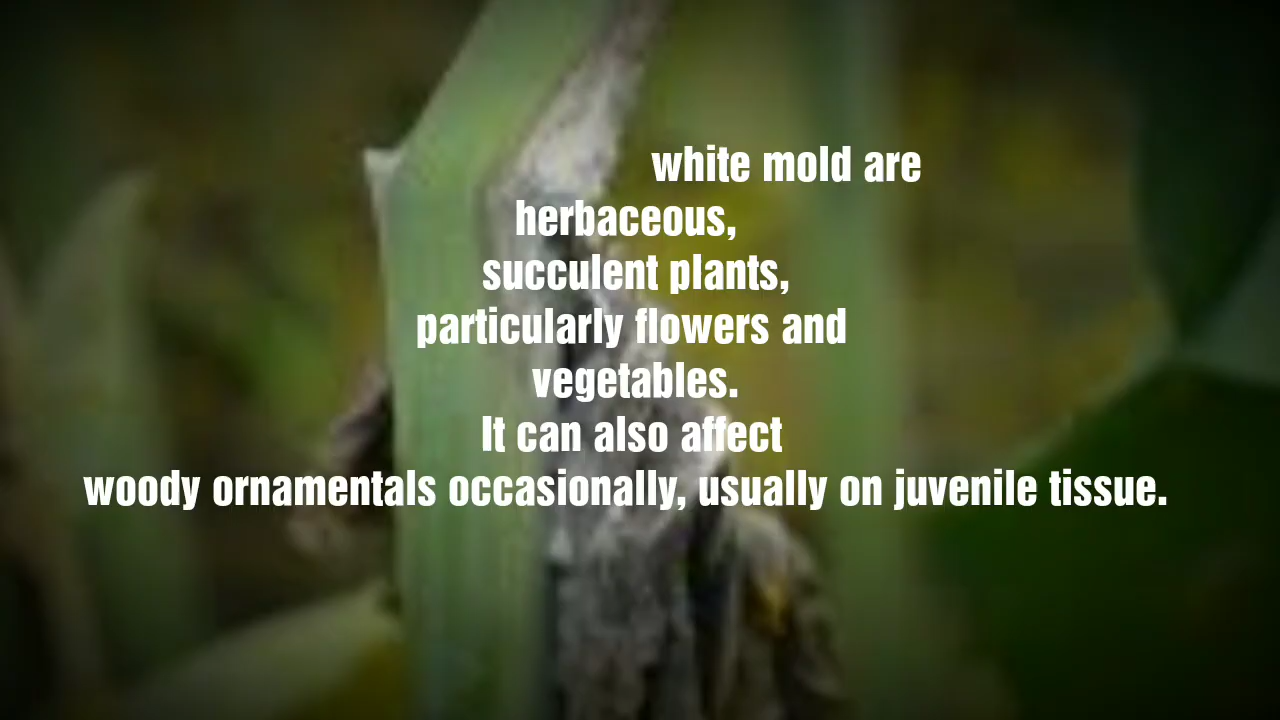 white mold are
herbaceous,
succulent plants,
particularly flowers and
vegetables.
It can also affect
woody ornamentals occasionally, usually on juvenile tissue.